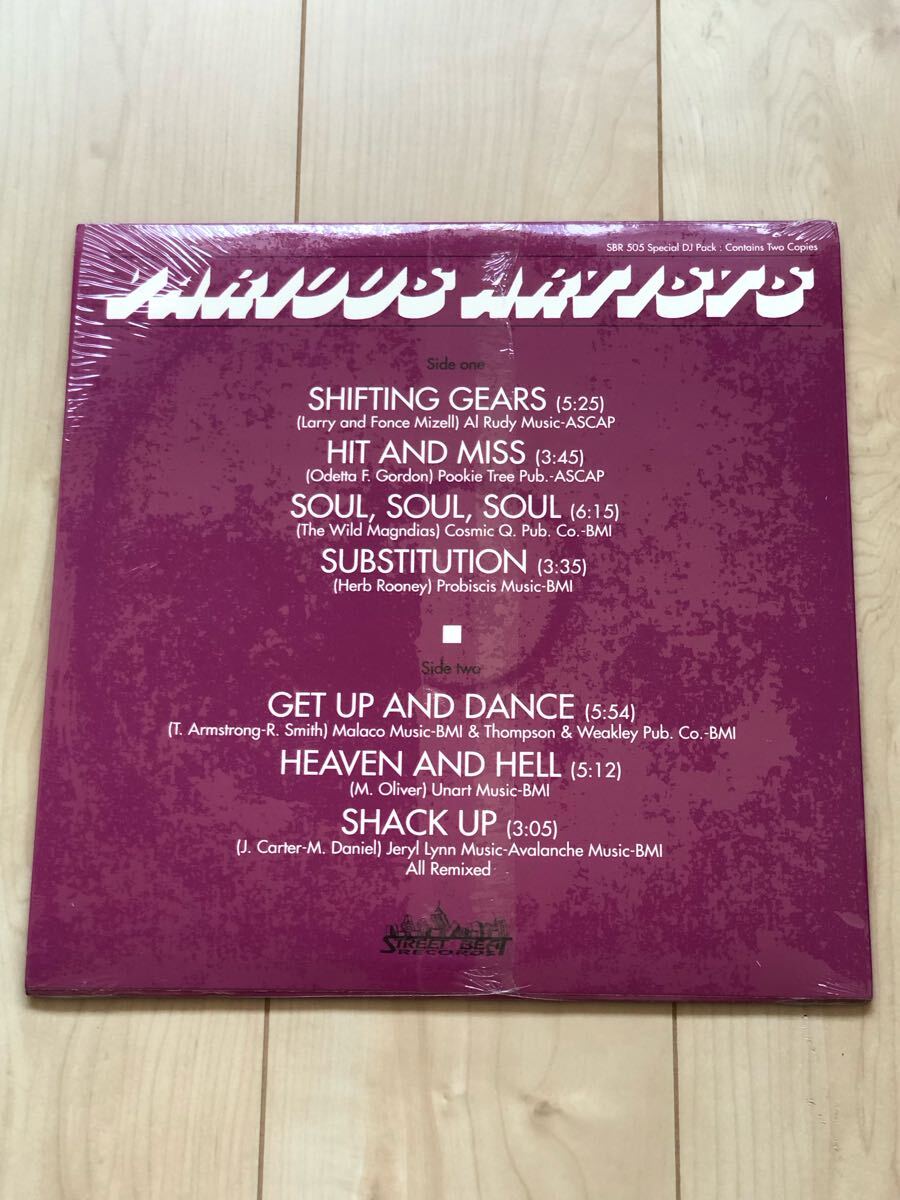 SBR 505 Special DJ Pack : Contains Two Copies
VARIOUS ARTISTS
Side one
SHIFTING GEARS (5:25)
(Larry and Fonce Mizell) Al Rudy Music-ASCAP
HIT AND MISS (3:45)
(Odetta F. Gordon) Pookie Tree Pub.-ASCAP
SOUL, SOUL, SOUL (6:15)
(The Wild Magndias) Cosmic Q. Pub. Co.-BMI
SUBSTITUTION (3:35)
(Herb Rooney) Probiscis Music-BMI
Side two
GET UP AND DANCE (5:54)
(T. Armstrong-R. Smith) Malaco Music-BMI & Thompson & Weakley Pub. Co.-BMI
HEAVEN AND HELL (5:12)
(M. Oliver) Unart Music-BMI
SHACK UP (3:05)
(J. Carter-M. Daniel) Jeryl Lynn Music-Avalanche Music-BMI
All Remixed
STREET BEAT
RECORDS